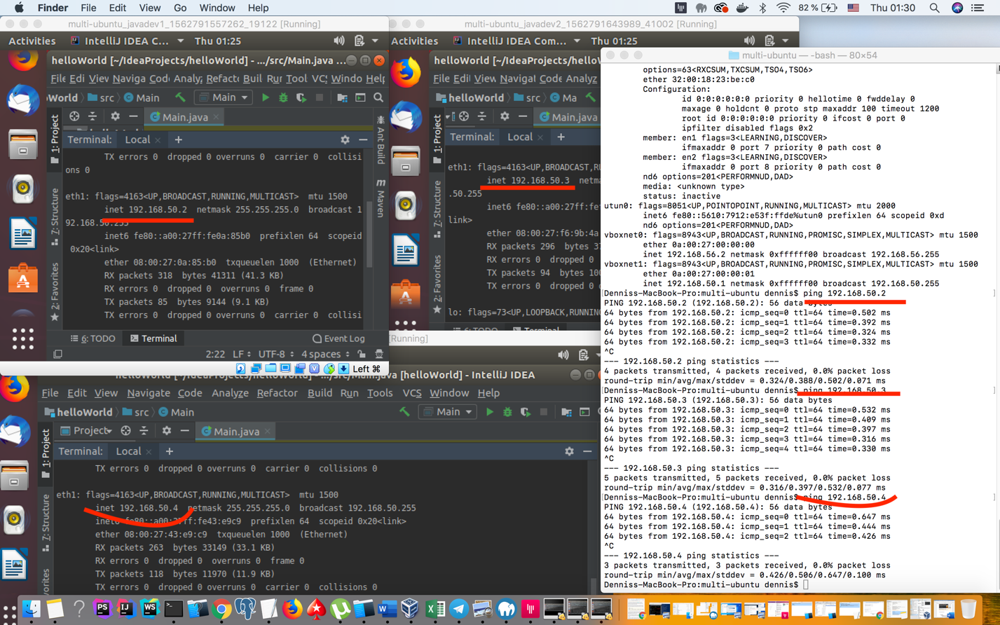 Finder File Edit View Go Window Help 82 % Thu 01:30
multi-ubuntu_javadev1_1562791557262_19122 [Running]
Activities IntelliJ IDEA C... Thu 01:25
helloWorld [~/IdeaProjects/helloWorld] - .../src/Main.java ...
File Edi View Naviga Code Analyz Refacto Buil Run Tool VCS Windo Help
oWorld src Main Main
1: Project
Main.java
Terminal: Local +
Ant Build
Maven
7: Structure
2: Favorites
TX errors 0 dropped 0 overruns 0 carrier 0 collisi
ons 0
eth1: flags=4163<UP,BROADCAST,RUNNING,MULTICAST> mtu 1500
inet 192.168.50.2 netmask 255.255.255.0 broadcast 1
92.168.50.255
inet6 fe80::a00:27ff:fe0a:85b0 prefixlen 64 scopeid
0x20<link>
ether 08:00:27:0a:85:b0 txqueuelen 1000 (Ethernet)
RX packets 318 bytes 41311 (41.3 KB)
RX errors 0 dropped 0 overruns 0 frame 0
TX packets 85 bytes 9144 (9.1 KB)
TX errors 0 dropped 0 overruns 0 carrier 0 collisi
6: TODO Terminal Event Log
2:22 LF UTF-8 4 spaces
Left ⌘
multi-ubuntu_javadev2_1562791643989_41002 [Running]
Activities IntelliJ IDEA Com... Thu 01:25
helloWorld [~/IdeaProjects/hel
File Edit View Navigat Code Analyz
helloWorld src Ma
1: Project
Main.java
Terminal: Local +
7: Structure
2: Favorites
eth1: flags=4163<UP,BROADCAST,RU
inet 192.168.50.3 netma
.50.255
inet6 fe80::a00:27ff:fe
link>
ether 08:00:27:f6:9b:4a
RX packets 296 bytes 37
RX errors 0 dropped 0
TX packets 94 bytes 100
TX errors 0 dropped 0
lo: flags=73<UP,LOOPBACK,RUNNING
6: TODO Terminal
[Running]
helloWorld [~/IdeaProjects/helloWorld] - .../src/Main.java [helloWorld] - IntelliJ IDEA
File Edit View Navigate Code Analyze Refactor Build Run Tools VCS Window Help
helloWorld src Main Main
1: Project
Project Main.java
Terminal: Local +
7: Structure
vorites
TX errors 0 dropped 0 overruns 0 carrier 0 collisions 0
eth1: flags=4163<UP,BROADCAST,RUNNING,MULTICAST> mtu 1500
inet 192.168.50.4 netmask 255.255.255.0 broadcast 192.168.50.255
inet6 fe80::a00:27ff:fe43:e9c9 prefixlen 64 scopeid 0x20<link>
ether 08:00:27:43:e9:c9 txqueuelen 1000 (Ethernet)
RX packets 263 bytes 33149 (33.1 KB)
RX errors 0 dropped 0 overruns 0 frame 0
TX packets 118 bytes 11970 (11.9 KB)
TX errors 0 dropped 0 overruns 0 carrier 0 collisions 0
multi-ubuntu — -bash — 80×54
options=63<RXCSUM,TXCSUM,TSO4,TSO6>
ether 32:00:18:23:be:c0
Configuration:
id 0:0:0:0:0:0 priority 0 hellotime 0 fwddelay 0
maxage 0 holdcnt 0 proto stp maxaddr 100 timeout 1200
root id 0:0:0:0:0:0 priority 0 ifcost 0 port 0
ipfilter disabled flags 0x2
member: en1 flags=3<LEARNING,DISCOVER>
ifmaxaddr 0 port 7 priority 0 path cost 0
member: en2 flags=3<LEARNING,DISCOVER>
ifmaxaddr 0 port 8 priority 0 path cost 0
nd6 options=201<PERFORMNUD,DAD>
media: <unknown type>
status: inactive
utun0: flags=8051<UP,POINTOPOINT,RUNNING,MULTICAST> mtu 2000
inet6 fe80::5610:7912:e53f:ffde%utun0 prefixlen 64 scopeid 0xd
nd6 options=201<PERFORMNUD,DAD>
vboxnet0: flags=8943<UP,BROADCAST,RUNNING,PROMISC,SIMPLEX,MULTICAST> mtu 1500
ether 0a:00:27:00:00:00
inet 192.168.56.2 netmask 0xffffff00 broadcast 192.168.56.255
vboxnet1: flags=8943<UP,BROADCAST,RUNNING,PROMISC,SIMPLEX,MULTICAST> mtu 1500
ether 0a:00:27:00:00:01
inet 192.168.50.1 netmask 0xffffff00 broadcast 192.168.50.255
[Denniss-MacBook-Pro:multi-ubuntu dennis$ ping 192.168.50.2 ]
PING 192.168.50.2 (192.168.50.2): 56 data bytes
64 bytes from 192.168.50.2: icmp_seq=0 ttl=64 time=0.502 ms
64 bytes from 192.168.50.2: icmp_seq=1 ttl=64 time=0.392 ms
64 bytes from 192.168.50.2: icmp_seq=2 ttl=64 time=0.324 ms
64 bytes from 192.168.50.2: icmp_seq=3 ttl=64 time=0.332 ms
^C
--- 192.168.50.2 ping statistics ---
4 packets transmitted, 4 packets received, 0.0% packet loss
round-trip min/avg/max/stddev = 0.324/0.388/0.502/0.071 ms
[Denniss-MacBook-Pro:multi-ubuntu dennis$ ping 192.168.50.3 ]
PING 192.168.50.3 (192.168.50.3): 56 data bytes
64 bytes from 192.168.50.3: icmp_seq=0 ttl=64 time=0.532 ms
64 bytes from 192.168.50.3: icmp_seq=1 ttl=64 time=0.409 ms
64 bytes from 192.168.50.3: icmp_seq=2 ttl=64 time=0.397 ms
64 bytes from 192.168.50.3: icmp_seq=3 ttl=64 time=0.316 ms
64 bytes from 192.168.50.3: icmp_seq=4 ttl=64 time=0.330 ms
^C
--- 192.168.50.3 ping statistics ---
5 packets transmitted, 5 packets received, 0.0% packet loss
round-trip min/avg/max/stddev = 0.316/0.397/0.532/0.077 ms
[Denniss-MacBook-Pro:multi-ubuntu dennis$ ping 192.168.50.4 ]
PING 192.168.50.4 (192.168.50.4): 56 data bytes
64 bytes from 192.168.50.4: icmp_seq=0 ttl=64 time=0.647 ms
64 bytes from 192.168.50.4: icmp_seq=1 ttl=64 time=0.444 ms
64 bytes from 192.168.50.4: icmp_seq=2 ttl=64 time=0.426 ms
^C
--- 192.168.50.4 ping statistics ---
3 packets transmitted, 3 packets received, 0.0% packet loss
round-trip min/avg/max/stddev = 0.426/0.506/0.647/0.100 ms
Denniss-MacBook-Pro:multi-ubuntu dennis$
PS IJ WS